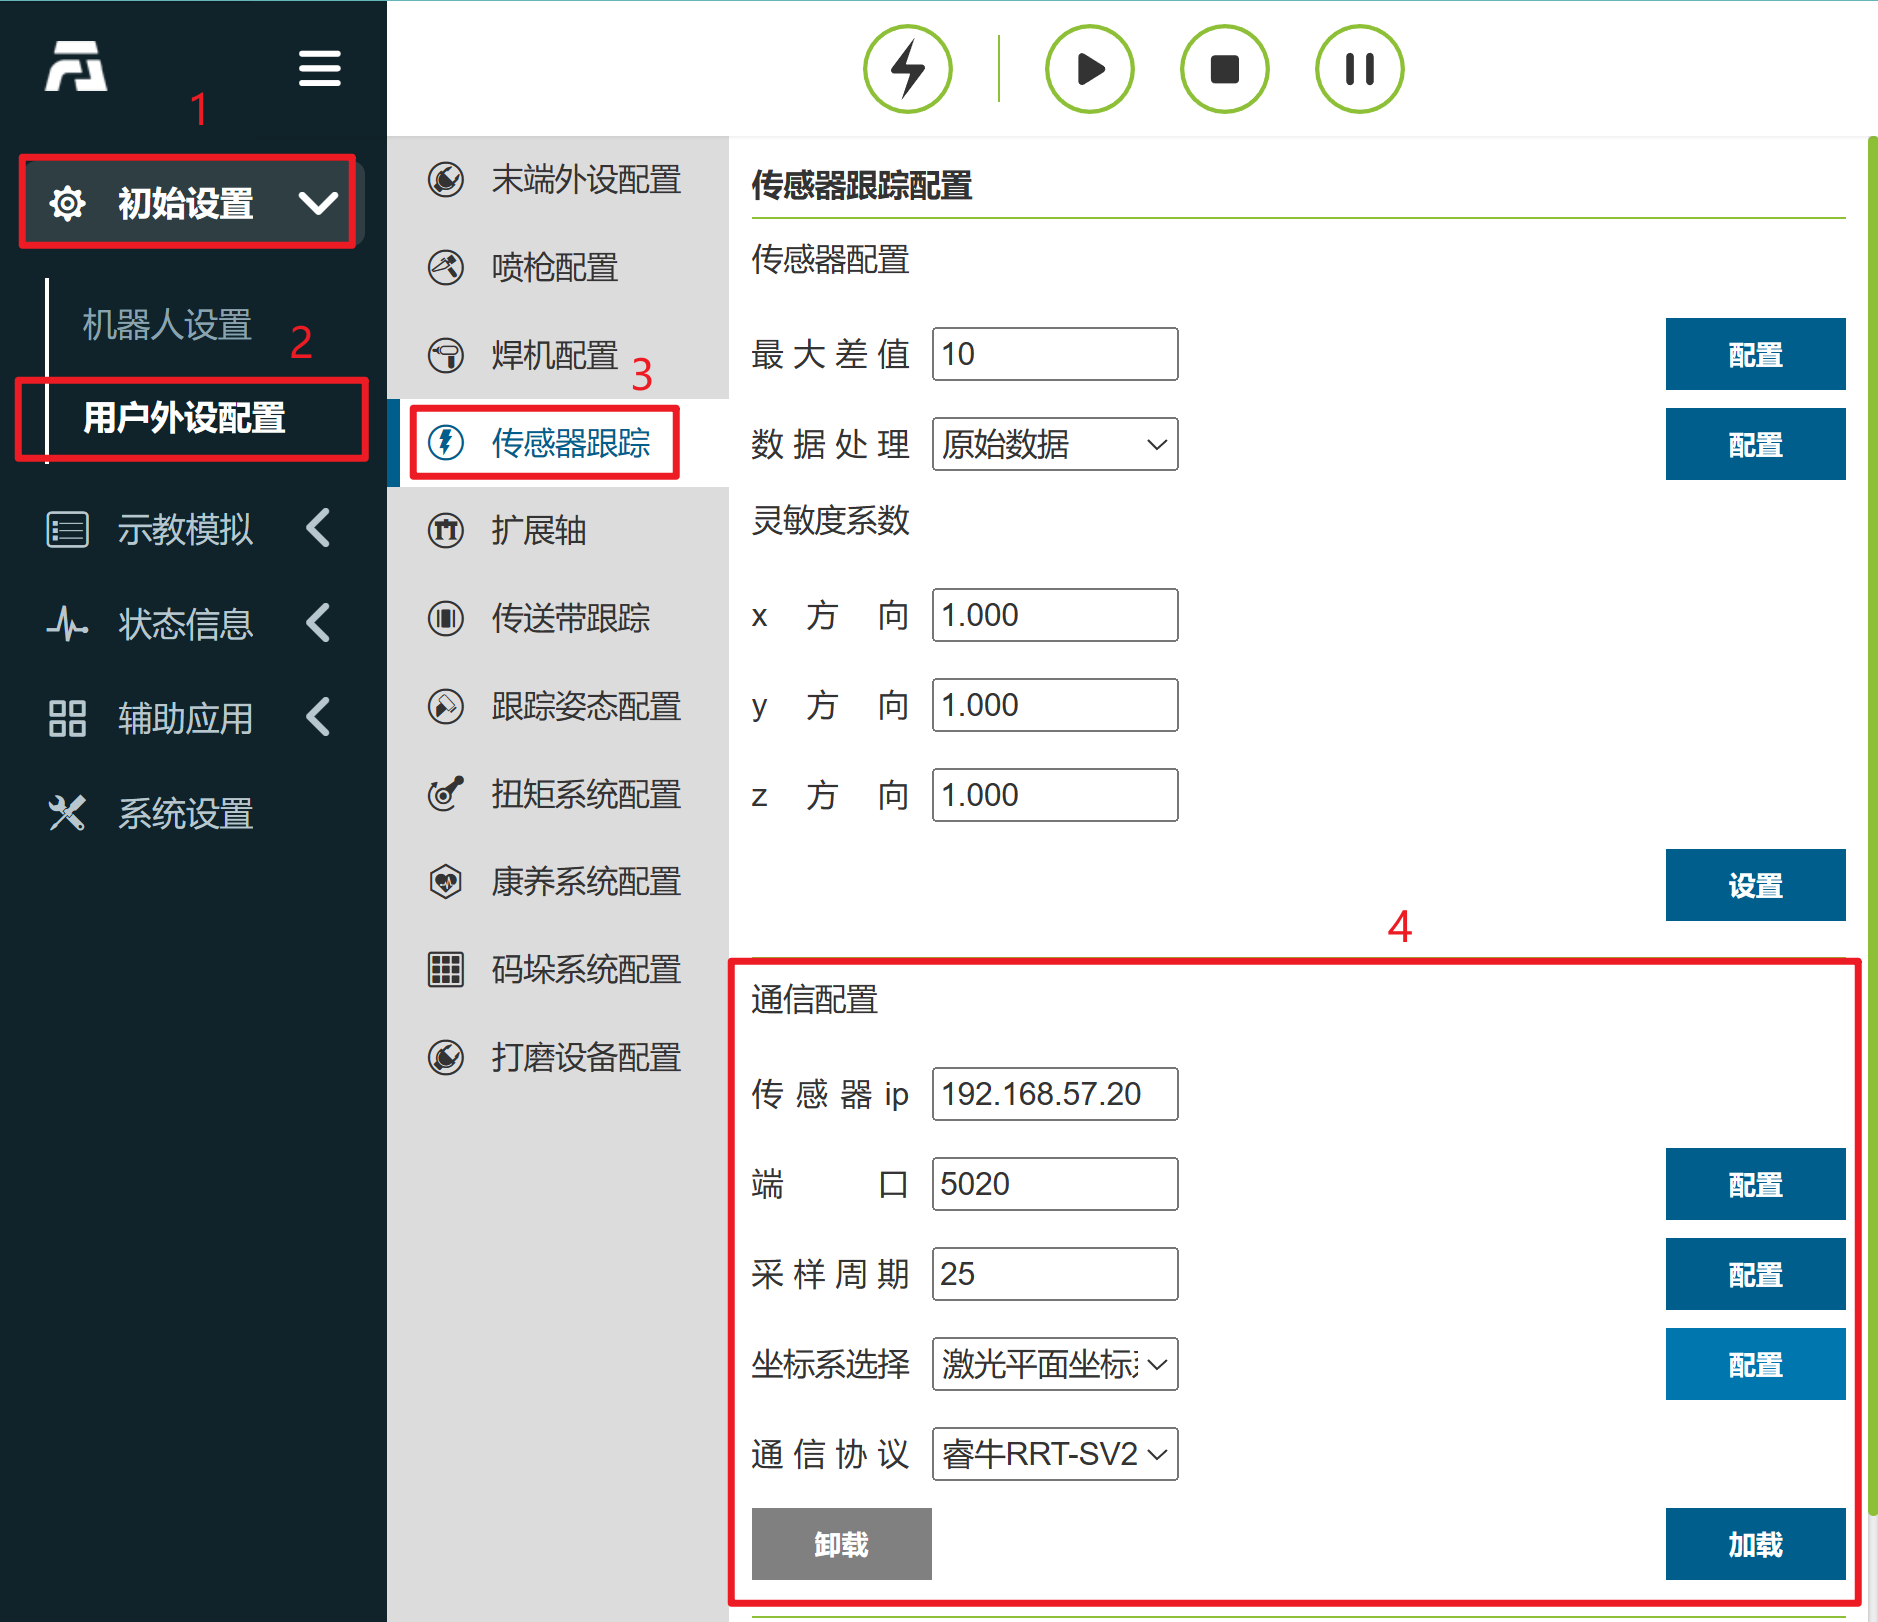 1
初始设置
机器人设置
2
用户外设配置
示教模拟
状态信息
辅助应用
系统设置
末端外设配置
喷枪配置
焊机配置
3
传感器跟踪
扩展轴
传送带跟踪
跟踪姿态配置
扭矩系统配置
康养系统配置
码垛系统配置
打磨设备配置
传感器跟踪配置
传感器配置
最大差值 10 配置
数据处理 原始数据 配置
灵敏度系数
x方向 1.000
y方向 1.000
z方向 1.000
设置
4
通信配置
传感器ip 192.168.57.20
端口 5020 配置
采样周期 25 配置
坐标系选择 激光平面坐标 配置
通信协议 睿牛RRT-SV2
卸载 加载